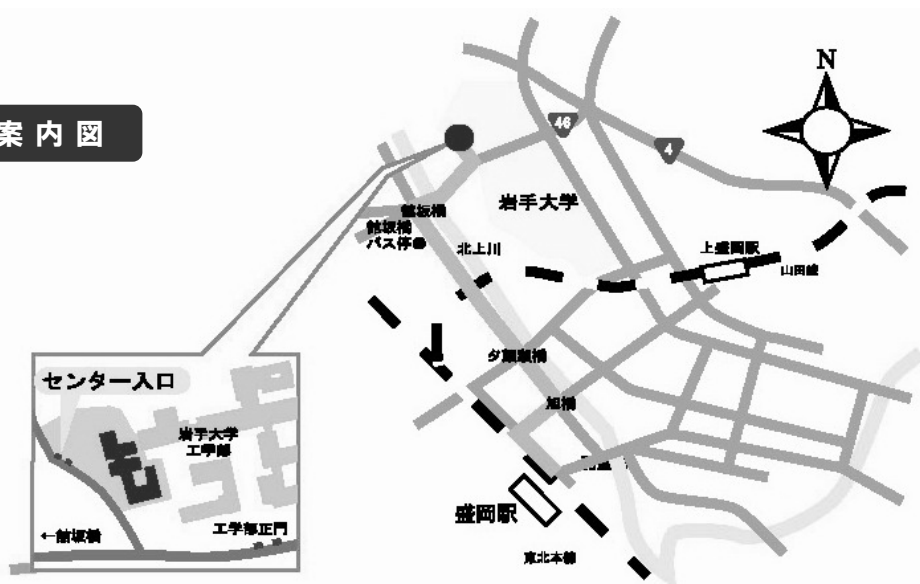 案内図
N
46
4
岩手大学
館坂橋
館坂橋
バス停
北上川
上盛岡駅
山田線
夕顔瀬橋
旭橋
盛岡駅
東北本線
センター入口
岩手大学
工学部
←館坂橋
工学部正門